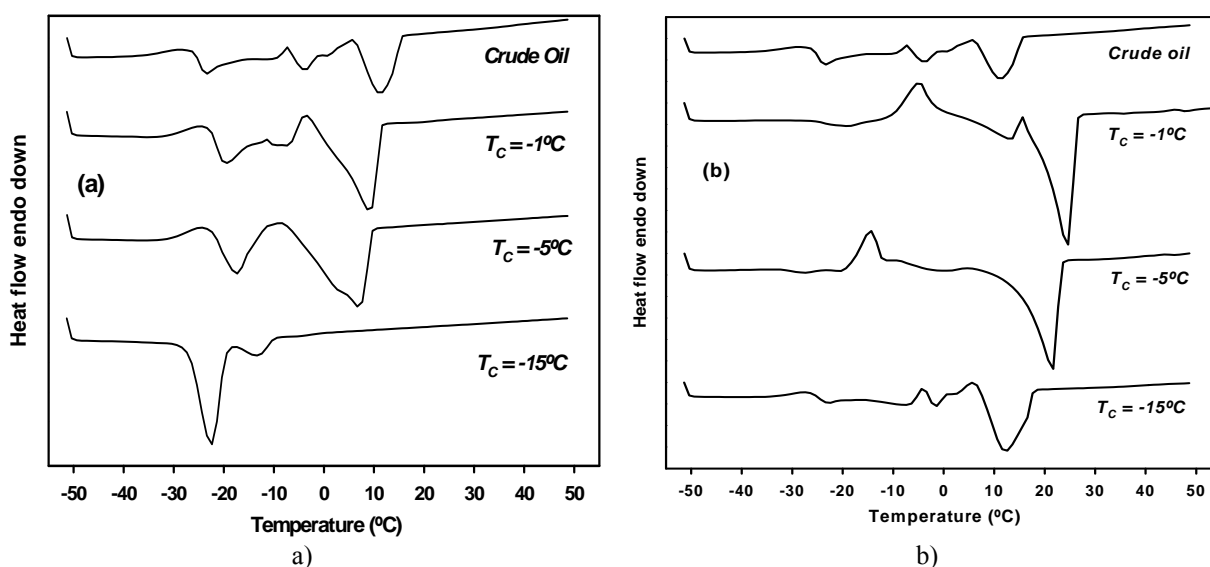 Crude Oil
T_C = -1ºC
(a)
T_C = -5ºC
T_C = -15ºC
Heat flow endo down
-50 -40 -30 -20 -10 0 10 20 30 40 50
Temperature (ºC)
a)
Crude oil
T_C = -1ºC
(b)
T_C = -5ºC
T_C = -15ºC
Heat flow endo down
-50 -40 -30 -20 -10 0 10 20 30 40 50
Temperature (ºC)
b)